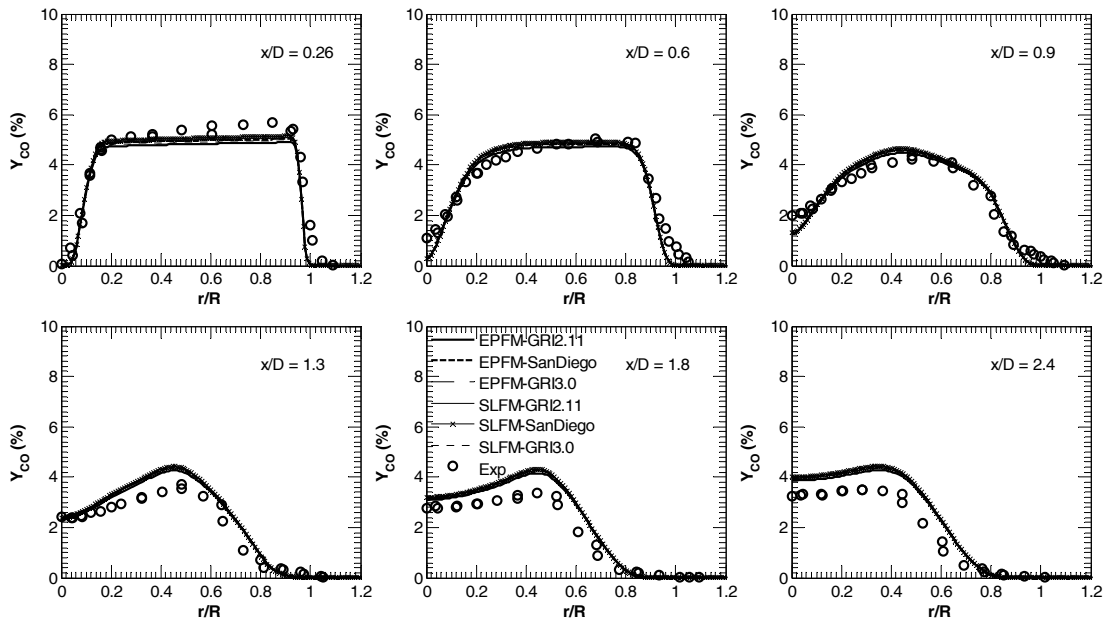 10
8
6
4
2
0
Y_CO (%)
x/D = 0.26
0 0.2 0.4 0.6 0.8 1 1.2
r/R
10
8
6
4
2
0
Y_CO (%)
x/D = 0.6
0 0.2 0.4 0.6 0.8 1 1.2
r/R
10
8
6
4
2
0
Y_CO (%)
x/D = 0.9
0 0.2 0.4 0.6 0.8 1 1.2
r/R
10
8
6
4
2
0
Y_CO (%)
x/D = 1.3
0 0.2 0.4 0.6 0.8 1 1.2
r/R
10
8
6
4
2
0
Y_CO (%)
EPFM-GRI2.11
EPFM-SanDiego
EPFM-GRI3.0
SLFM-GRI2.11
SLFM-SanDiego
SLFM-GRI3.0
Exp
x/D = 1.8
0 0.2 0.4 0.6 0.8 1 1.2
r/R
10
8
6
4
2
0
Y_CO (%)
x/D = 2.4
0 0.2 0.4 0.6 0.8 1 1.2
r/R